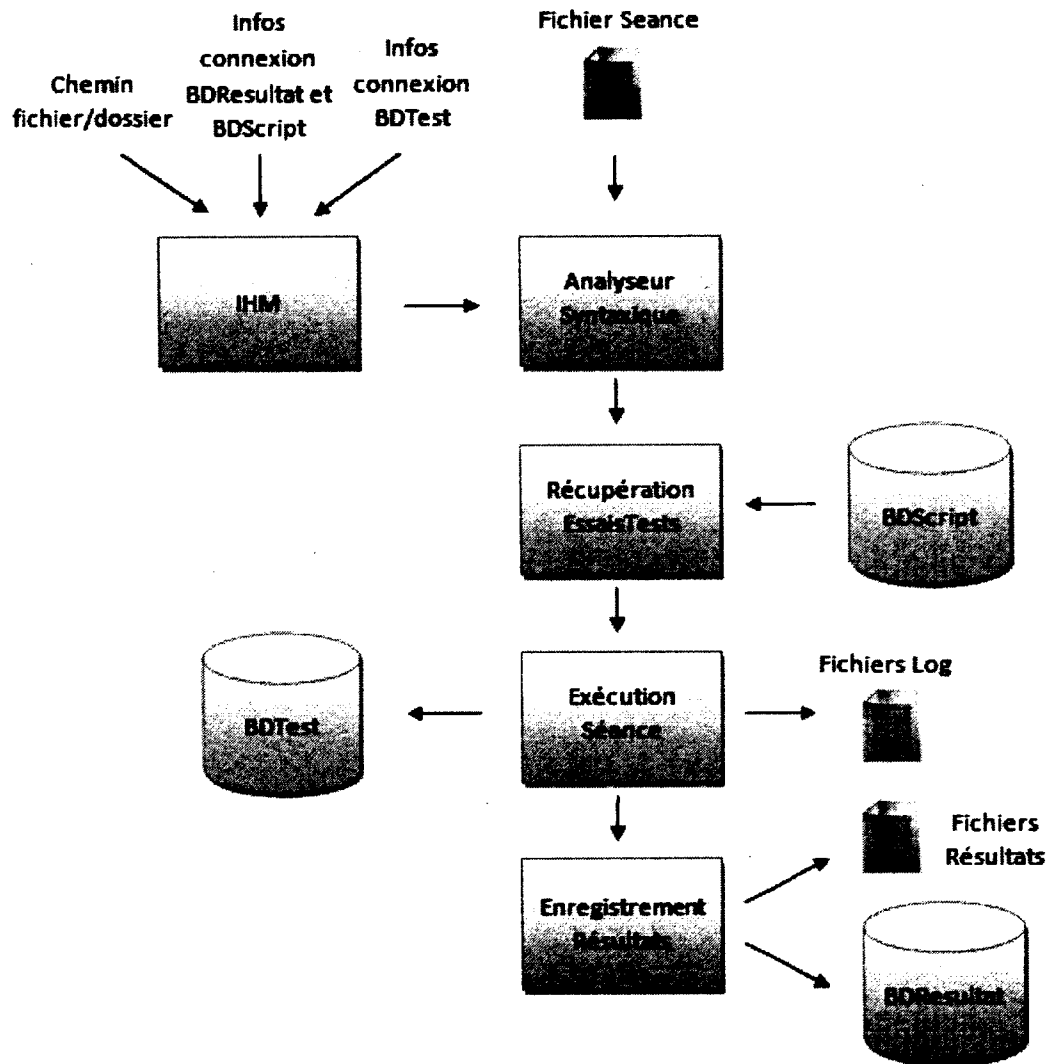 Chemin
fichier/dossier
Infos
connexion
BDResultat et
BDScript
Infos
connexion
BDTest
Fichier Seance
IHM
Analyseur
Syntaxique
Récupération
EssaisTests
BDScript
BDTest
Exécution
Séance
Fichiers Log
Fichiers
Résultats
Enregistrement
Résultats
BDResultat